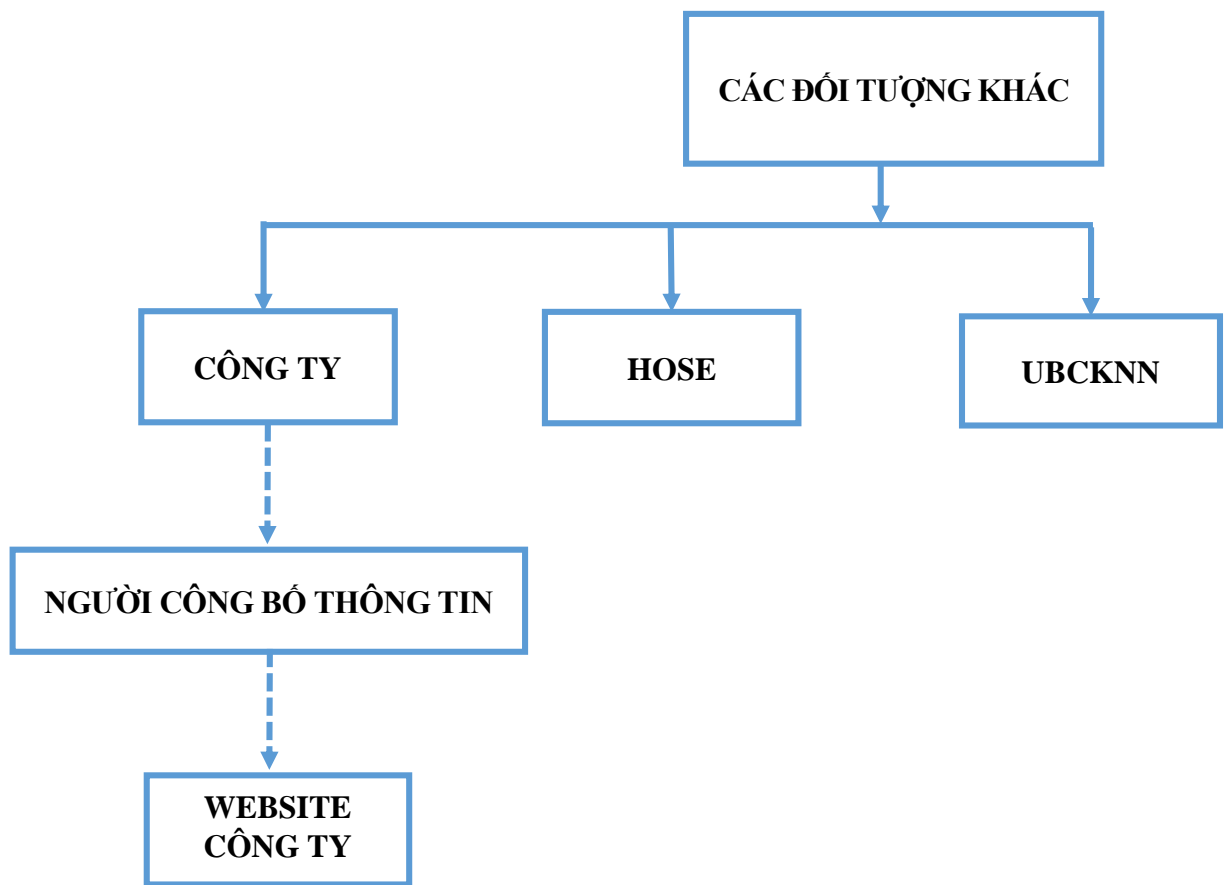 CÁC ĐỐI TƯỢNG KHÁC
CÔNG TY
HOSE
UBCKNN
NGƯỜI CÔNG BỐ THÔNG TIN
WEBSITE
CÔNG TY